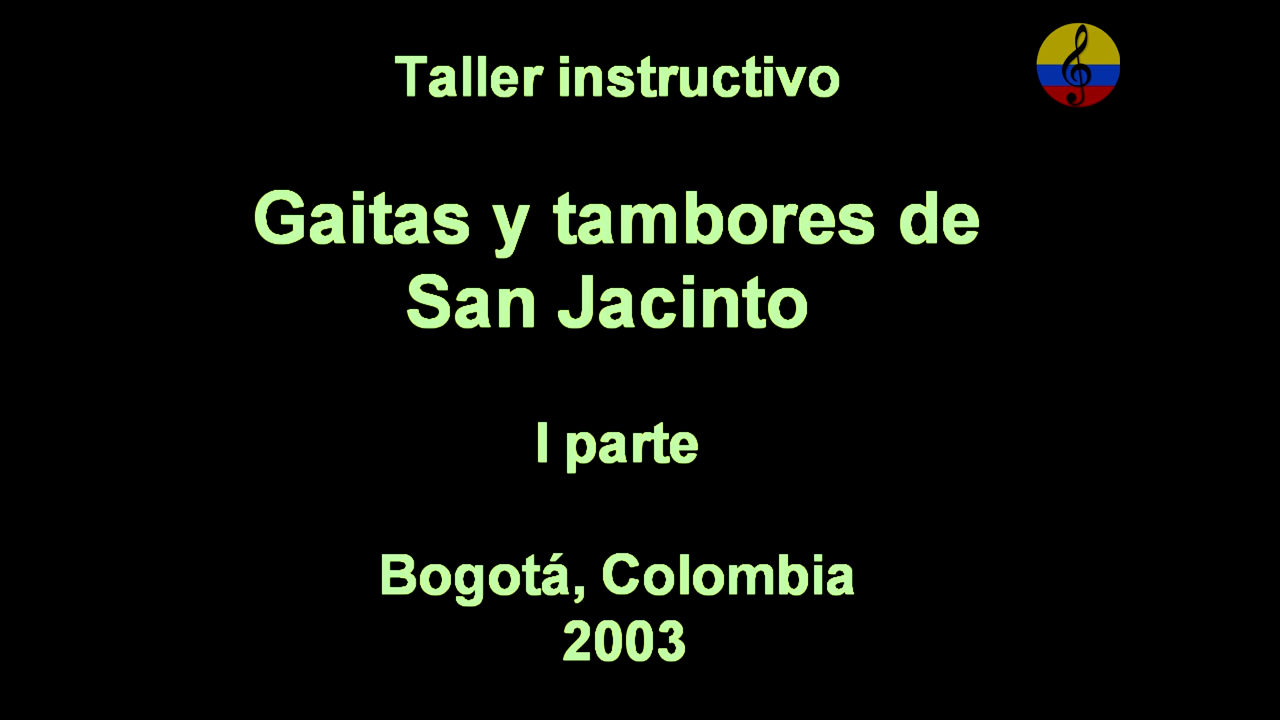 Taller instructivo
Gaitas y tambores de
San Jacinto
I parte
Bogotá, Colombia
2003